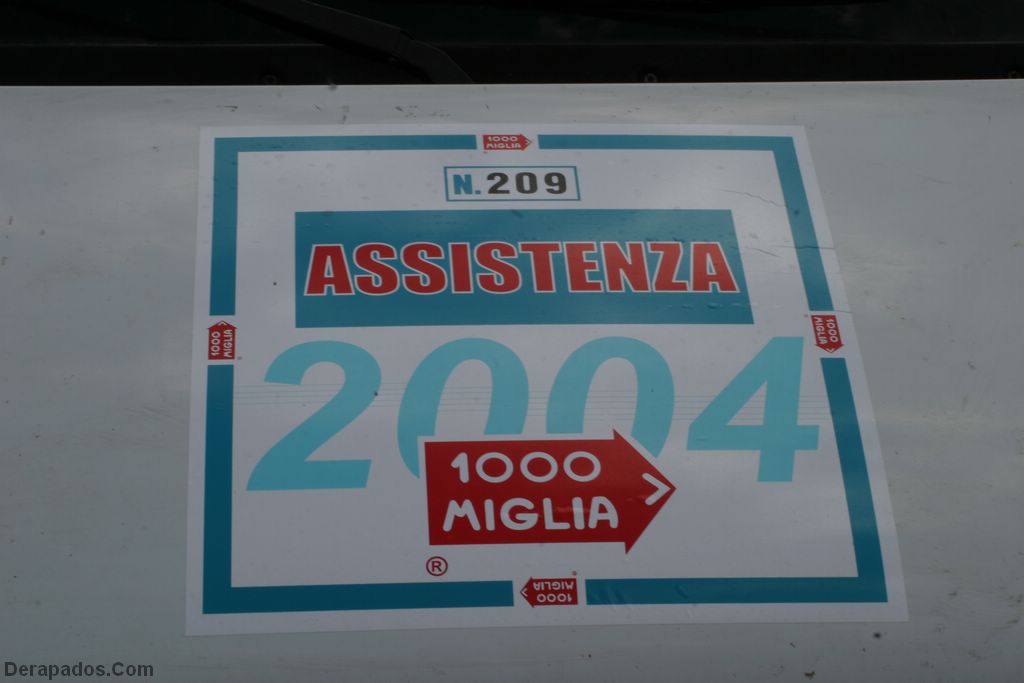 1000
MIGLIA
N. 209
ASSISTENZA
1000
MIGLIA
1000
MIGLIA
2004
1000
MIGLIA
®
1000
MIGLIA
Derapados.Com